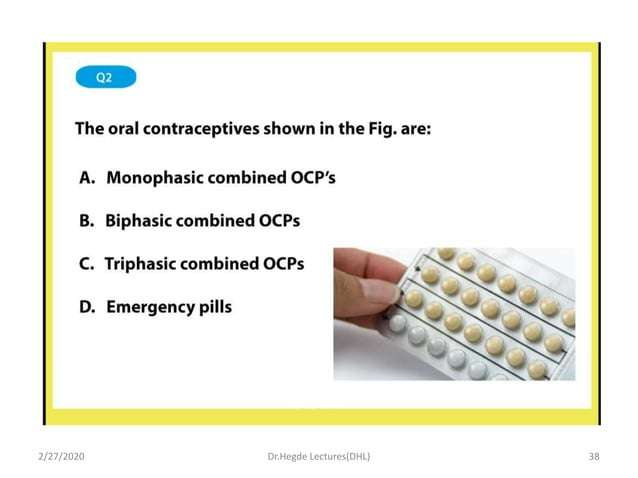 Q2
The oral contraceptives shown in the Fig. are:
A. Monophasic combined OCP’s
B. Biphasic combined OCPs
C. Triphasic combined OCPs
D. Emergency pills
2/27/2020
Dr.Hegde Lectures(DHL)
38